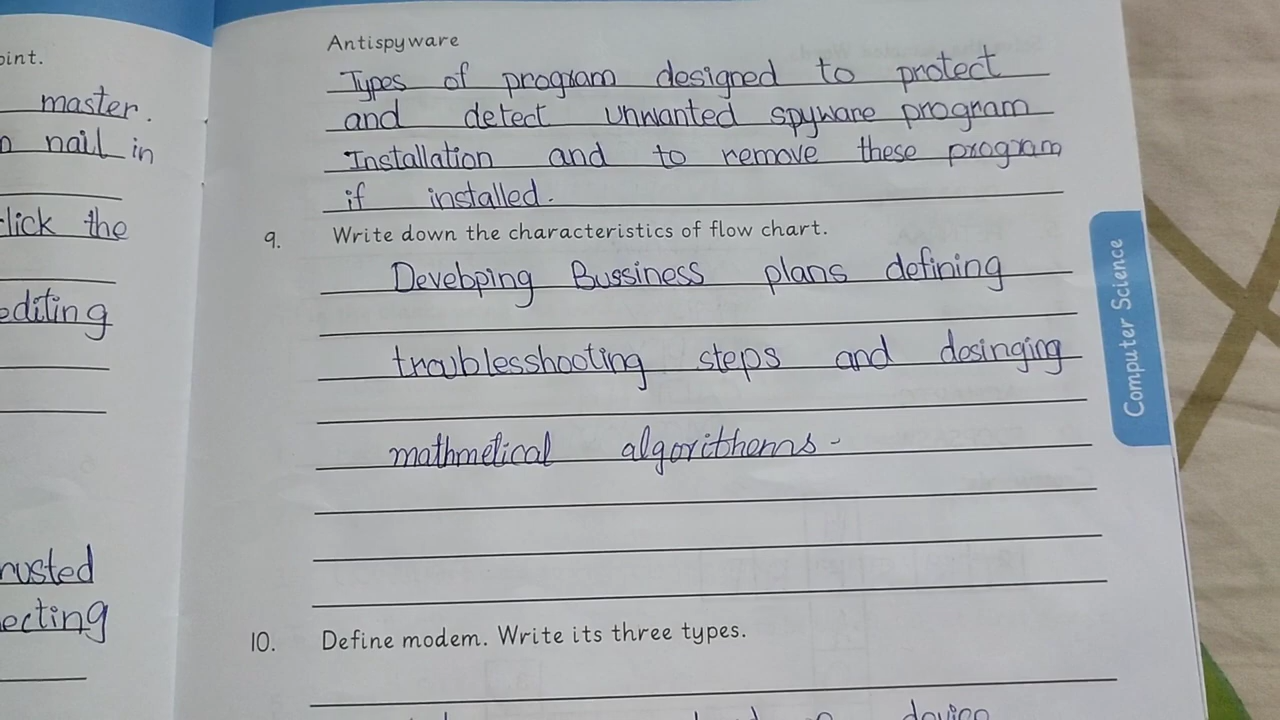 oint.
master.
nail in
click the
editing
rusted
ecting
Antispyware
Types of program designed to protect
and detect unwanted spyware program
Installation and to remove these program
if installed.
9. Write down the characteristics of flow chart.
Developing Bussiness plans defining
troublesshooting steps and desinging
mathmetical algorithems-
10. Define modem. Write its three types.
Computer Science